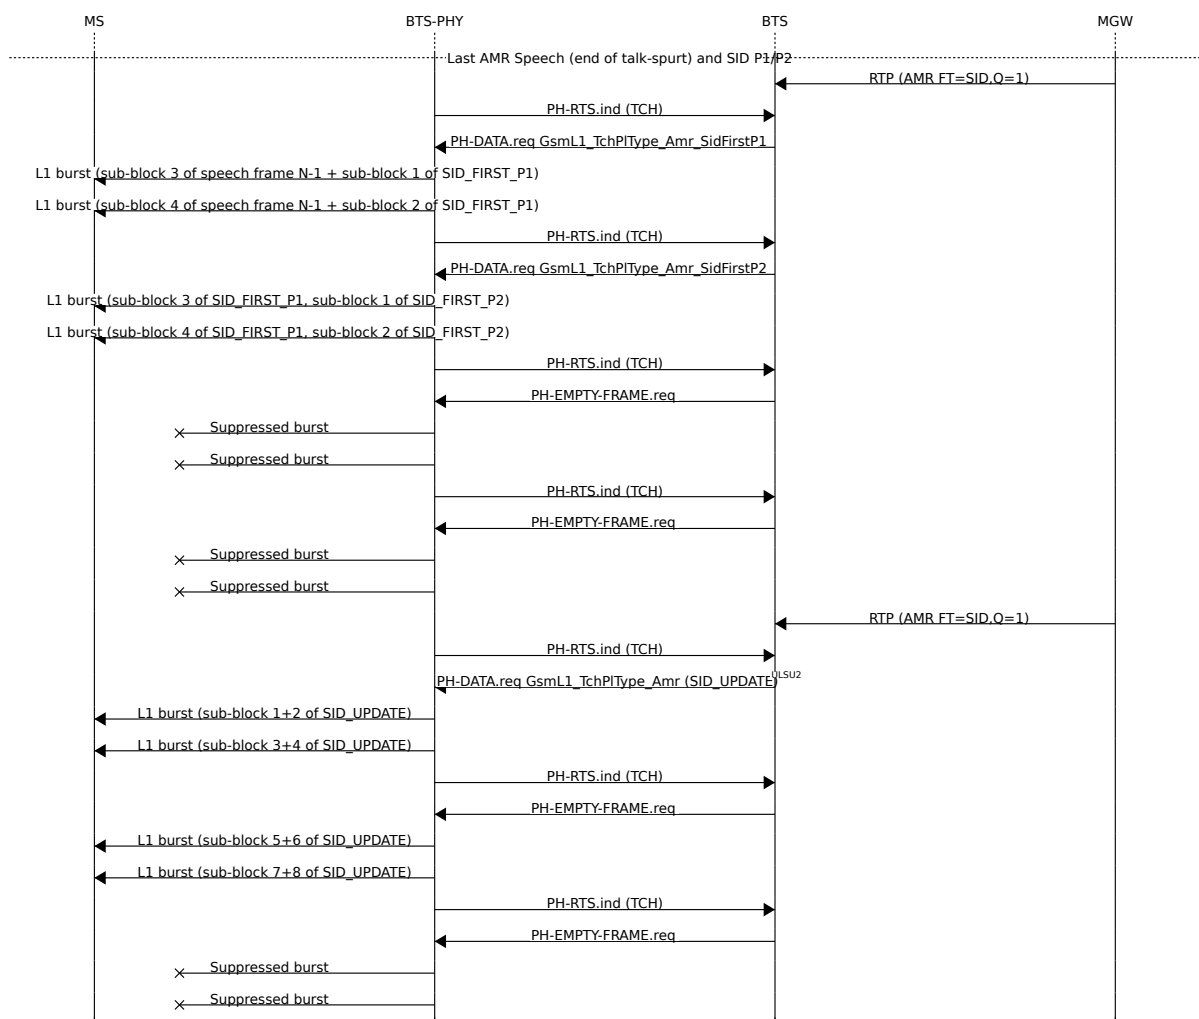 MS BTS-PHY BTS MGW
Last AMR Speech (end of talk-spurt) and SID P1/P2
RTP (AMR FT=SID,Q=1)
PH-RTS.ind (TCH)
PH-DATA.req GsmL1_TchPlType_Amr_SidFirstP1
L1 burst (sub-block 3 of speech frame N-1 + sub-block 1 of SID_FIRST_P1)
L1 burst (sub-block 4 of speech frame N-1 + sub-block 2 of SID_FIRST_P1)
PH-RTS.ind (TCH)
PH-DATA.req GsmL1_TchPlType_Amr_SidFirstP2
L1 burst (sub-block 3 of SID_FIRST_P1, sub-block 1 of SID_FIRST_P2)
L1 burst (sub-block 4 of SID_FIRST_P1, sub-block 2 of SID_FIRST_P2)
PH-RTS.ind (TCH)
PH-EMPTY-FRAME.req
Suppressed burst
Suppressed burst
PH-RTS.ind (TCH)
PH-EMPTY-FRAME.req
Suppressed burst
Suppressed burst
RTP (AMR FT=SID,Q=1)
PH-RTS.ind (TCH)
PH-DATA.req GsmL1_TchPlType_Amr (SID_UPDATE) ULSU2
L1 burst (sub-block 1+2 of SID_UPDATE)
L1 burst (sub-block 3+4 of SID_UPDATE)
PH-RTS.ind (TCH)
PH-EMPTY-FRAME.req
L1 burst (sub-block 5+6 of SID_UPDATE)
L1 burst (sub-block 7+8 of SID_UPDATE)
PH-RTS.ind (TCH)
PH-EMPTY-FRAME.req
Suppressed burst
Suppressed burst